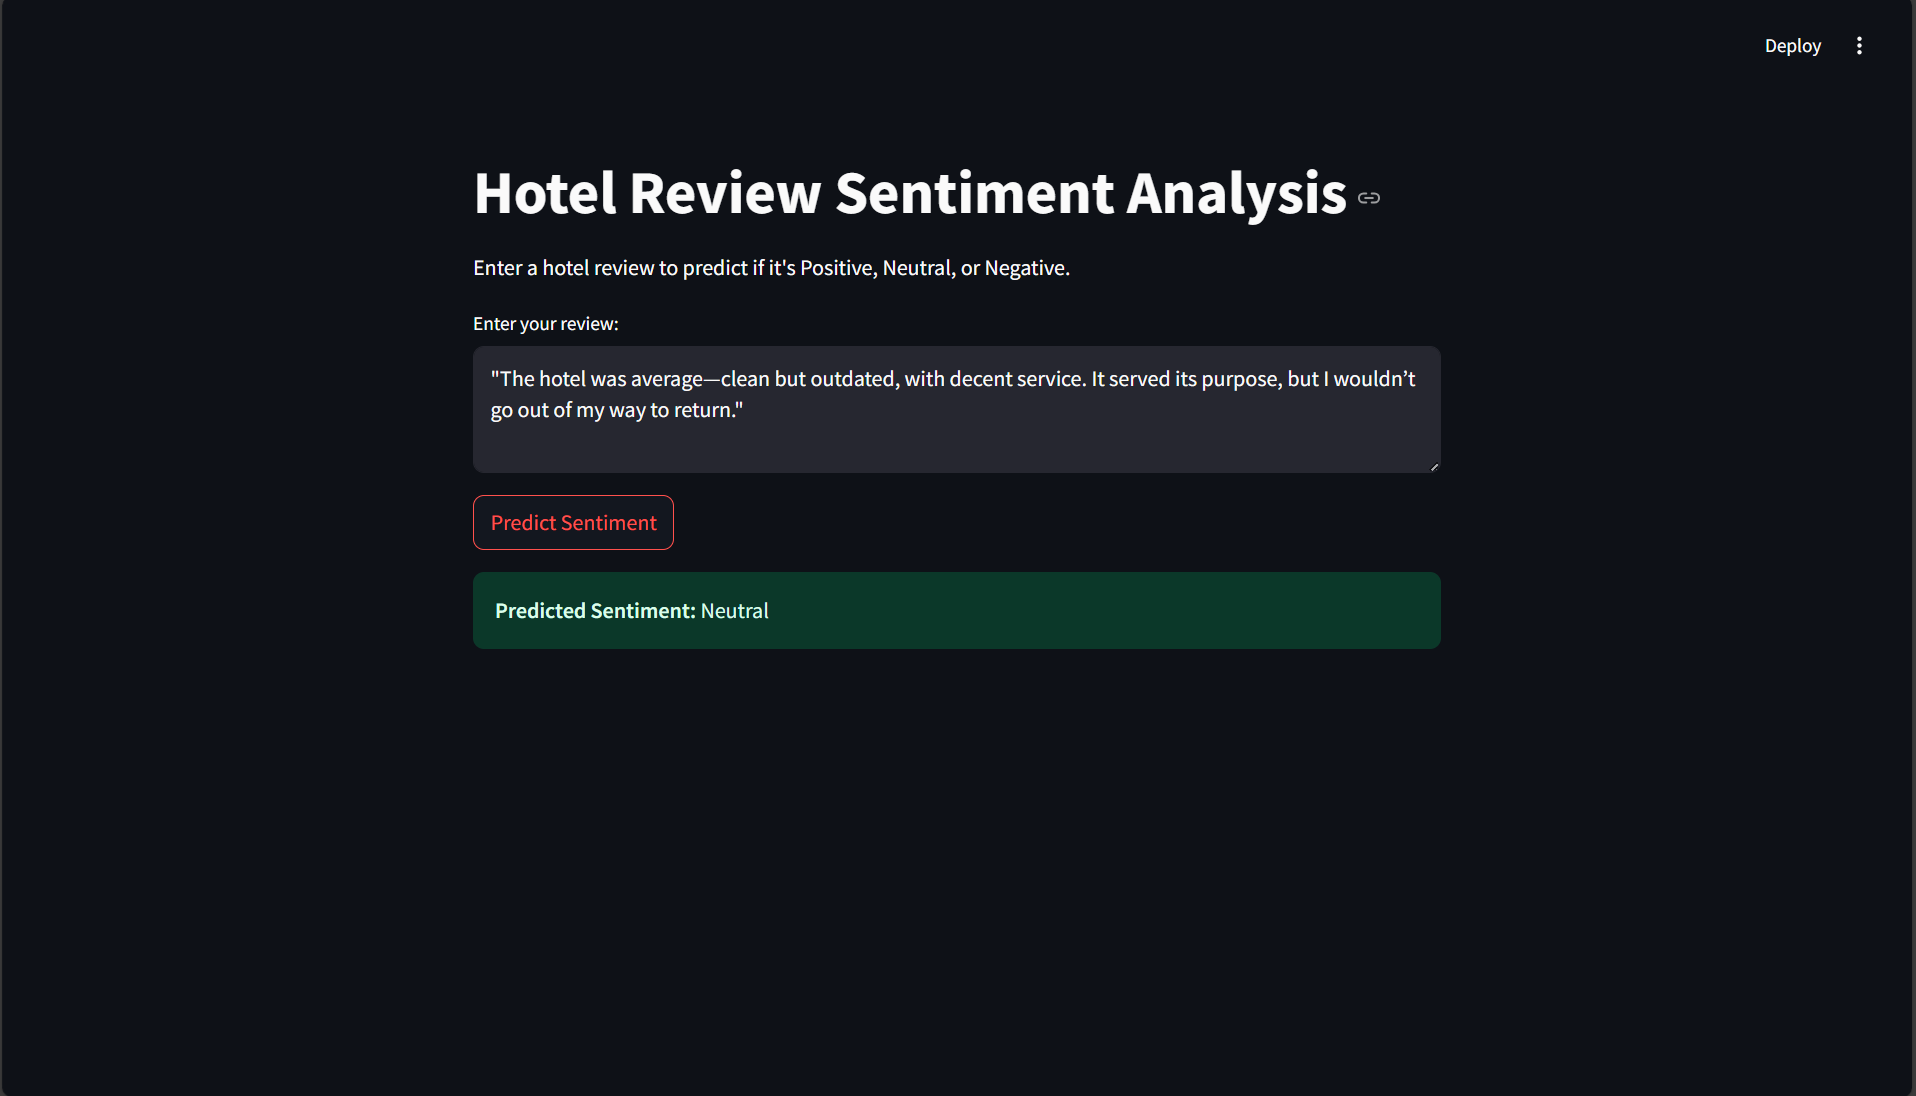 Deploy
Hotel Review Sentiment Analysis
Enter a hotel review to predict if it's Positive, Neutral, or Negative.
Enter your review:
"The hotel was average—clean but outdated, with decent service. It served its purpose, but I wouldn’t
go out of my way to return."
Predict Sentiment
Predicted Sentiment: Neutral